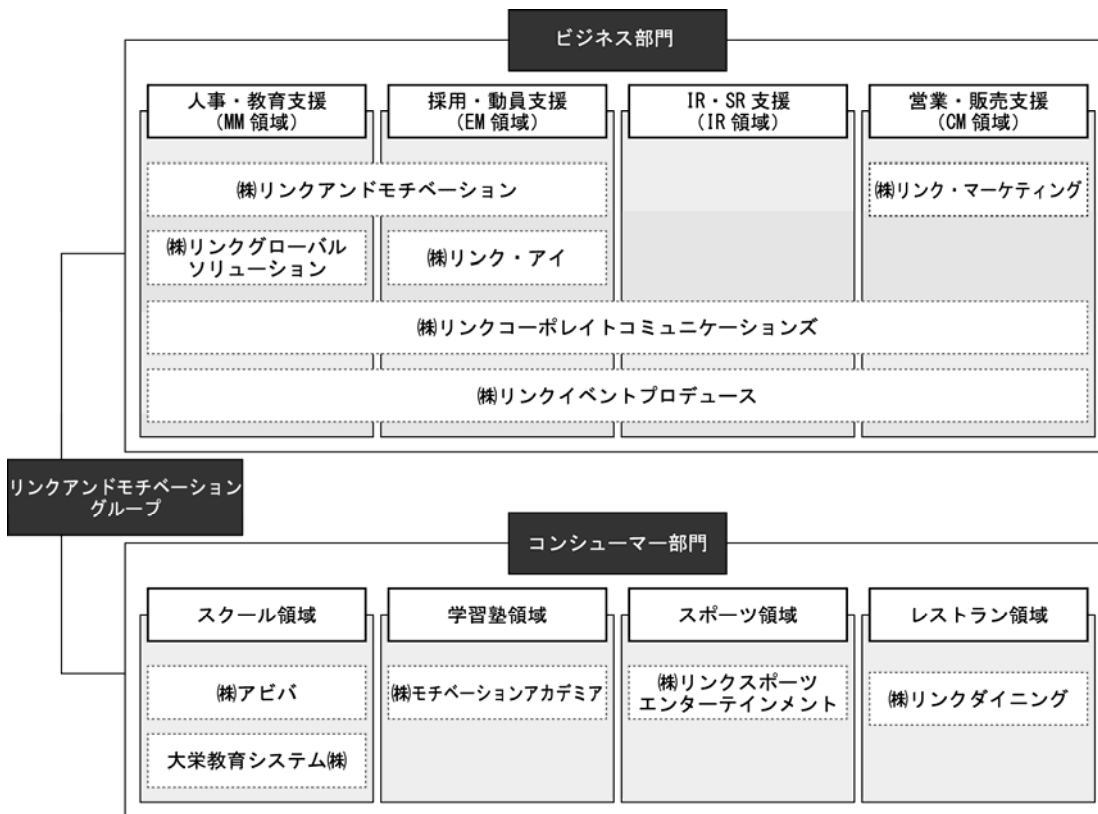 ビジネス部門
人事・教育支援
（MM 領域）
採用・動員支援
（EM 領域）
IR・SR 支援
（IR 領域）
営業・販売支援
（CM 領域）
㈱リンクアンドモチベーション
㈱リンク・マーケティング
㈱リンクグローバル
ソリューション
㈱リンク・アイ
㈱リンクコーポレイトコミュニケーションズ
㈱リンクイベントプロデュース
リンクアンドモチベーション
グループ
コンシューマー部門
スクール領域
学習塾領域
スポーツ領域
レストラン領域
㈱アビバ
㈱モチベーションアカデミア
㈱リンクスポーツ
エンターテインメント
㈱リンクダイニング
大栄教育システム㈱